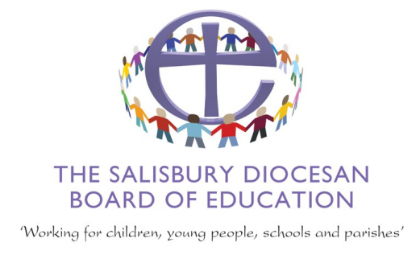 THE SALISBURY DIOCESAN
BOARD OF EDUCATION
'Working for children, young people, schools and parishes'